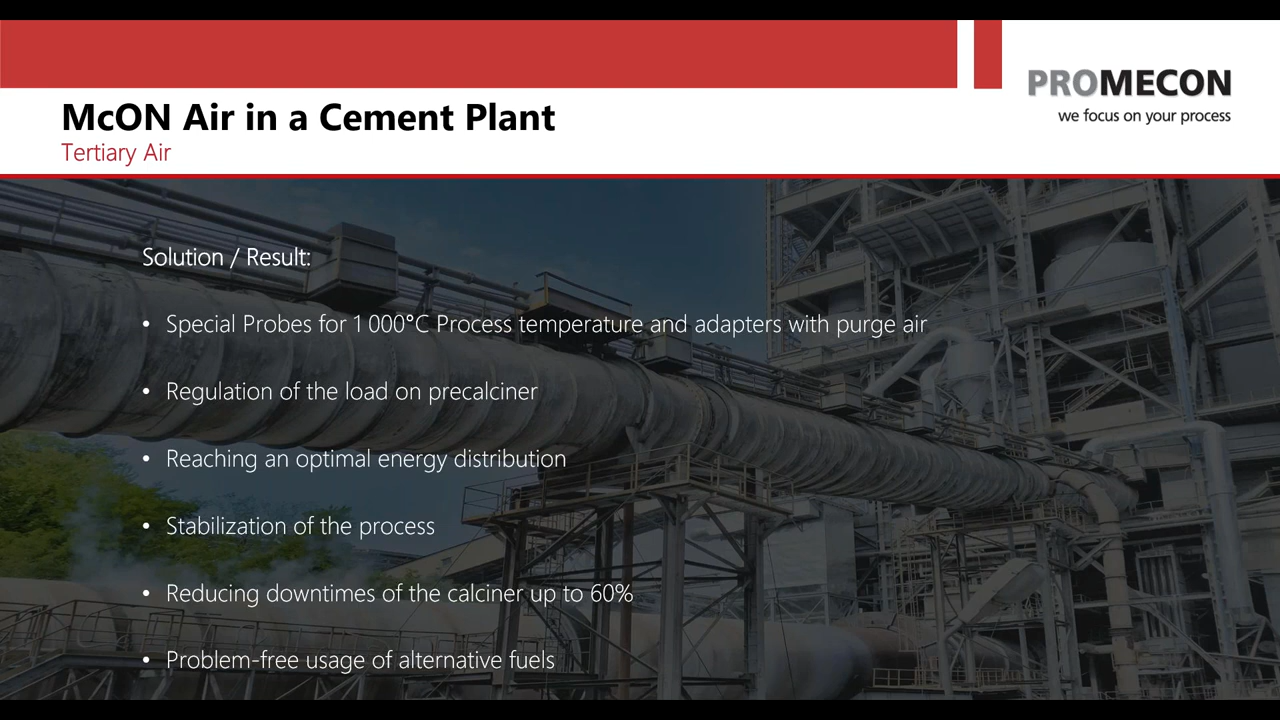 PROMECON
we focus on your process
McON Air in a Cement Plant
Tertiary Air
Solution / Result:
• Special Probes for 1 000°C Process temperature and adapters with purge air
• Regulation of the load on precalciner
• Reaching an optimal energy distribution
• Stabilization of the process
• Reducing downtimes of the calciner up to 60%
• Problem-free usage of alternative fuels